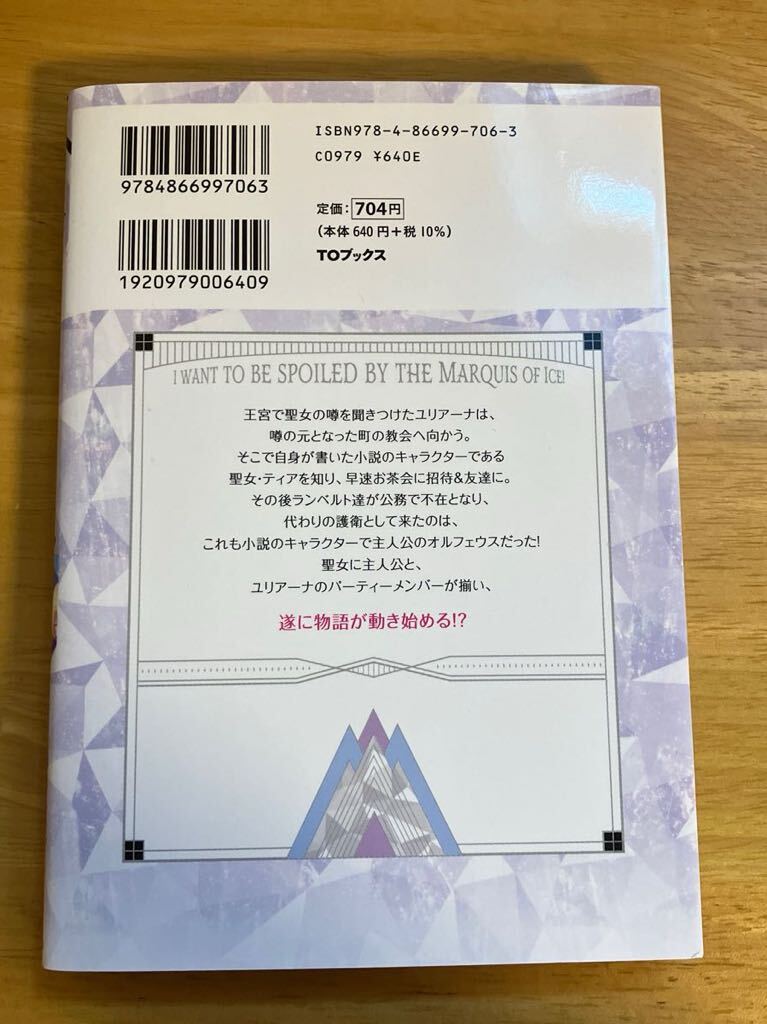 ISBN978-4-86699-706-3
C0979 ¥640E
9784866997063
定価：704円
（本体640円＋税10%）
TOブックス
1920979006409
I WANT TO BE SPOILED BY THE MARQUIS OF ICE!
王宮で聖女の噂を聞きつけたユリアーナは、
噂の元となった町の教会へ向かう。
そこで自身が書いた小説のキャラクターである
聖女・ティアを知り、早速お茶会に招待&友達に。
その後ランベルト達が公務で不在となり、
代わりの護衛として来たのは、
これも小説のキャラクターで主人公のオルフェウスだった!
聖女に主人公と、
ユリアーナのパーティーメンバーが揃い、
遂に物語が動き始める!?